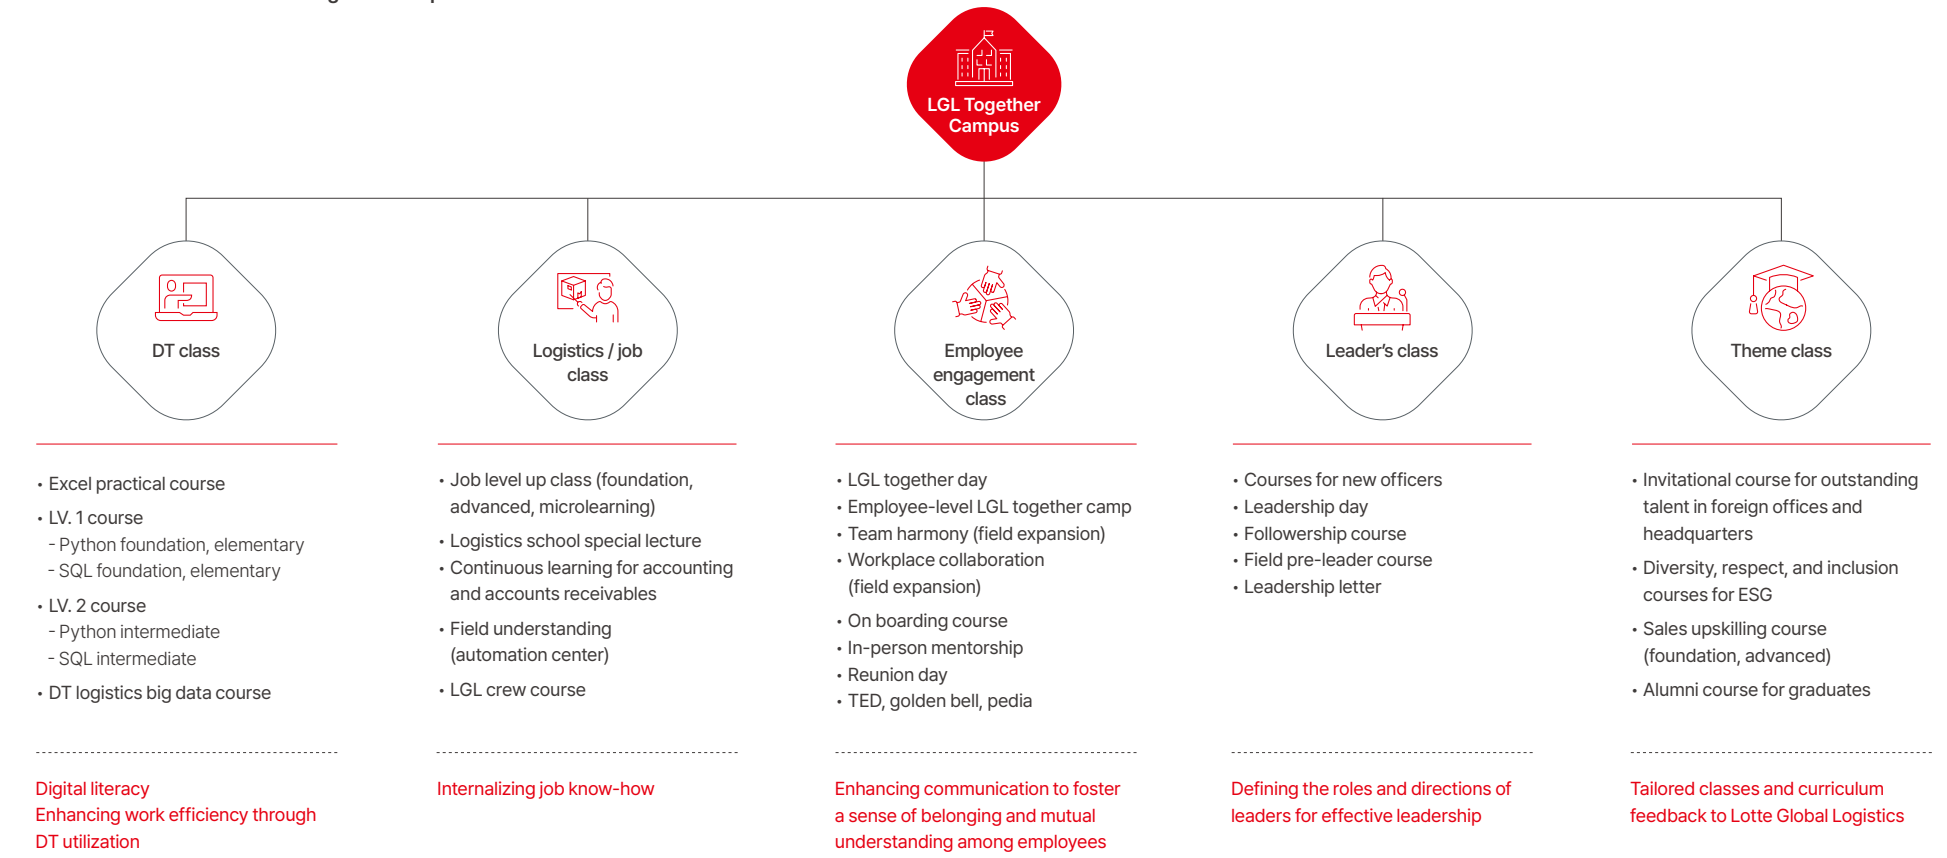 LGL Together
Campus
DT class
Logistics / job
class
Employee
engagement
class
Leader's class
Theme class
• Excel practical course
• LV. 1 course
- Python foundation, elementary
- SQL foundation, elementary
• LV. 2 course
- Python intermediate
- SQL intermediate
• DT logistics big data course
Digital literacy
Enhancing work efficiency through
DT utilization
• Job level up class (foundation,
advanced, microlearning)
• Logistics school special lecture
• Continuous learning for accounting
and accounts receivables
• Field understanding
(automation center)
• LGL crew course
Internalizing job know-how
• LGL together day
• Employee-level LGL together camp
• Team harmony (field expansion)
• Workplace collaboration
(field expansion)
• On boarding course
• In-person mentorship
• Reunion day
• TED, golden bell, pedia
Enhancing communication to foster
a sense of belonging and mutual
understanding among employees
• Courses for new officers
• Leadership day
• Followership course
• Field pre-leader course
• Leadership letter
Defining the roles and directions of
leaders for effective leadership
• Invitational course for outstanding
talent in foreign offices and
headquarters
• Diversity, respect, and inclusion
courses for ESG
• Sales upskilling course
(foundation, advanced)
• Alumni course for graduates
Tailored classes and curriculum
feedback to Lotte Global Logistics